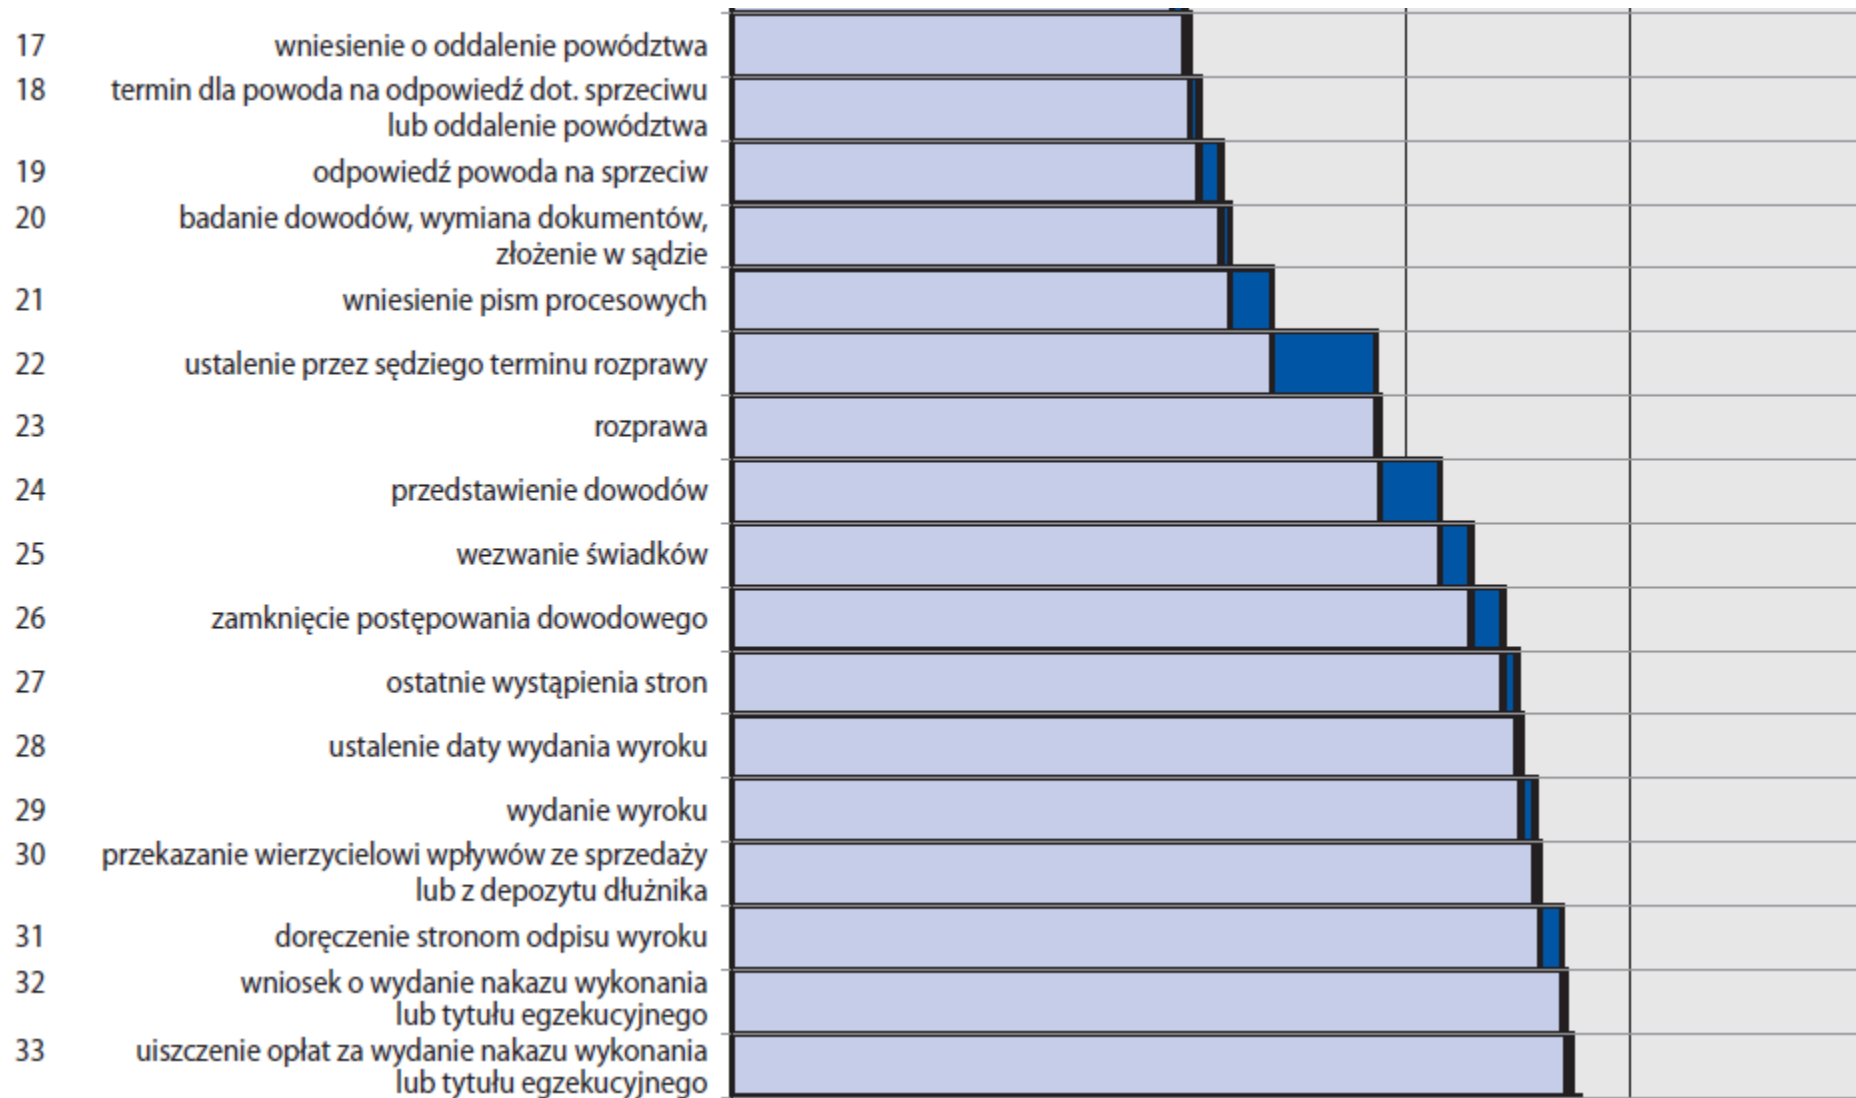 17 wniesienie o oddalenie powództwa
18 termin dla powoda na odpowiedź dot. sprzeciwu
lub oddalenie powództwa
19 odpowiedź powoda na sprzeciw
20 badanie dowodów, wymiana dokumentów,
złożenie w sądzie
21 wniesienie pism procesowych
22 ustalenie przez sędziego terminu rozprawy
23 rozprawa
24 przedstawienie dowodów
25 wezwanie świadków
26 zamknięcie postępowania dowodowego
27 ostatnie wystąpienia stron
28 ustalenie daty wydania wyroku
29 wydanie wyroku
30 przekazanie wierzycielowi wpływów ze sprzedaży
lub z depozytu dłużnika
31 doręczenie stronom odpisu wyroku
32 wniosek o wydanie nakazu wykonania
lub tytułu egzekucyjnego
33 uiszczenie opłat za wydanie nakazu wykonania
lub tytułu egzekucyjnego